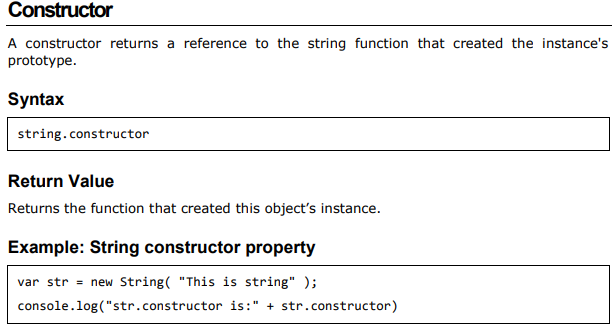 Constructor
A constructor returns a reference to the string function that created the instance's
prototype.
Syntax
string.constructor
Return Value
Returns the function that created this object’s instance.
Example: String constructor property
var str = new String( "This is string" );
console.log("str.constructor is:" + str.constructor)